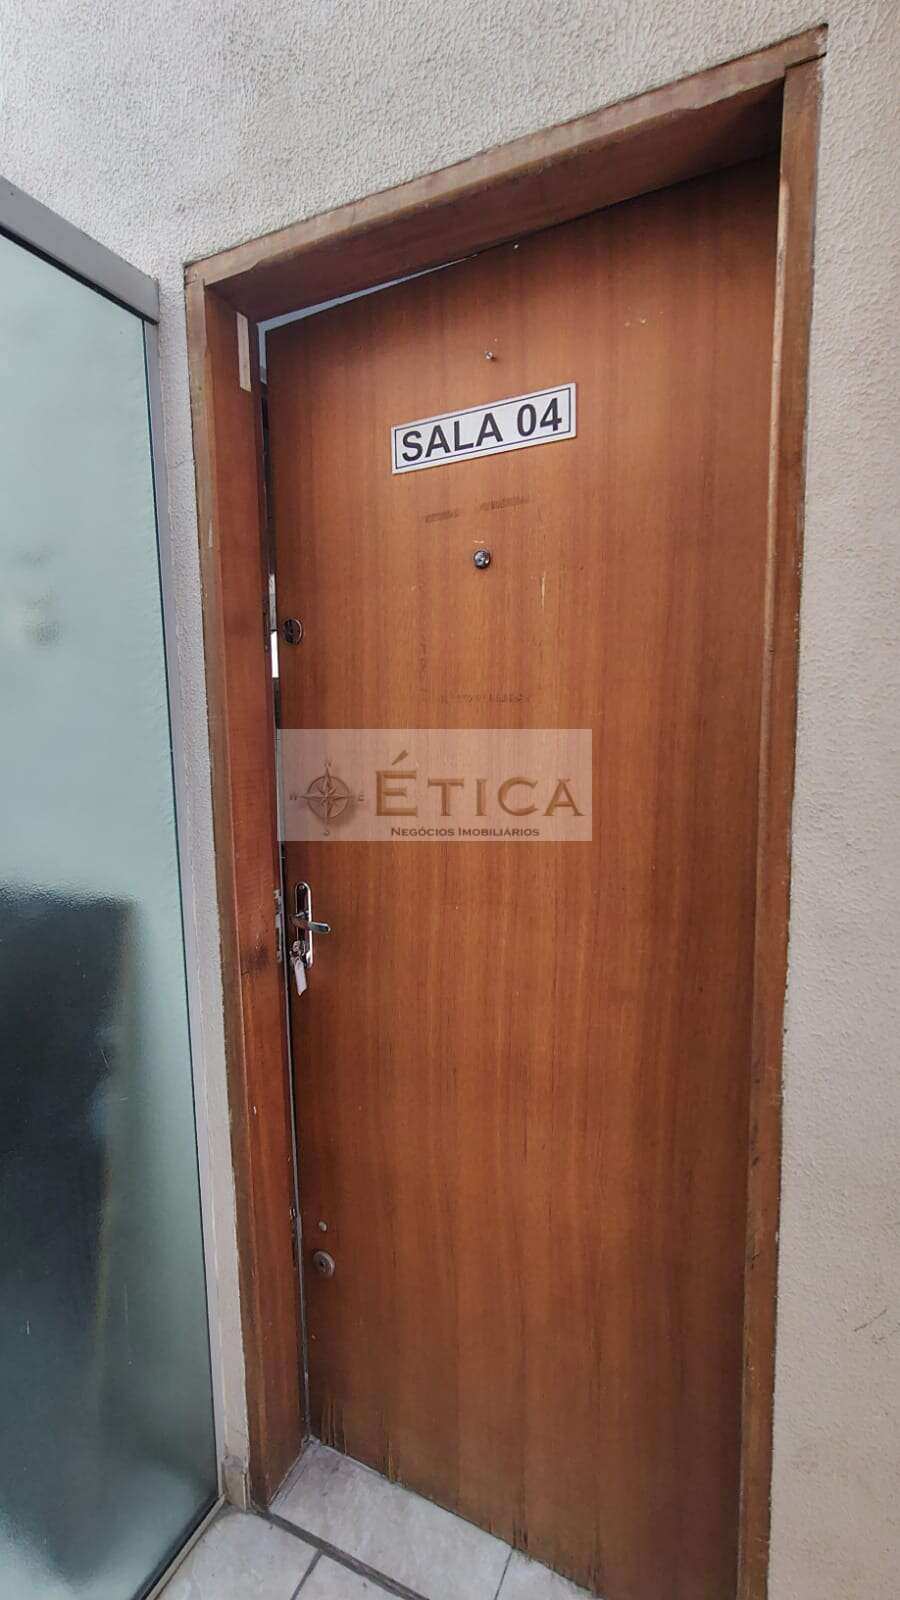 SALA 04
N
W E
S
ÉTICA
NEGÓCIOS IMOBILIÁRIOS